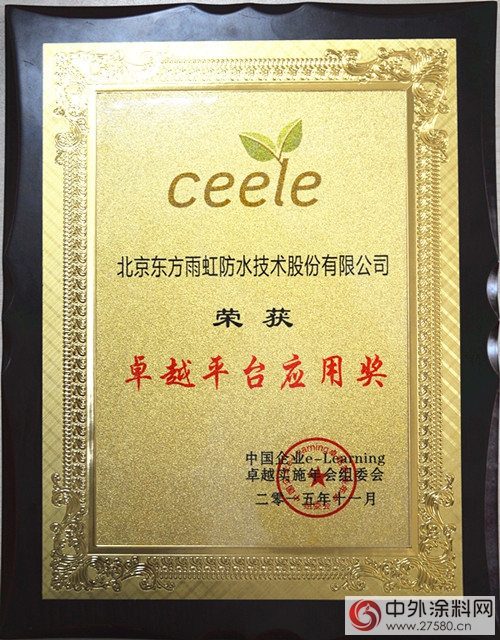 ceele
北京东方雨虹防水技术股份有限公司
荣获
卓越平台应用奖
中国企业e-Learning
卓越实施年会组委会
二零一五年十一月
中外涂料网
www.27580.cn